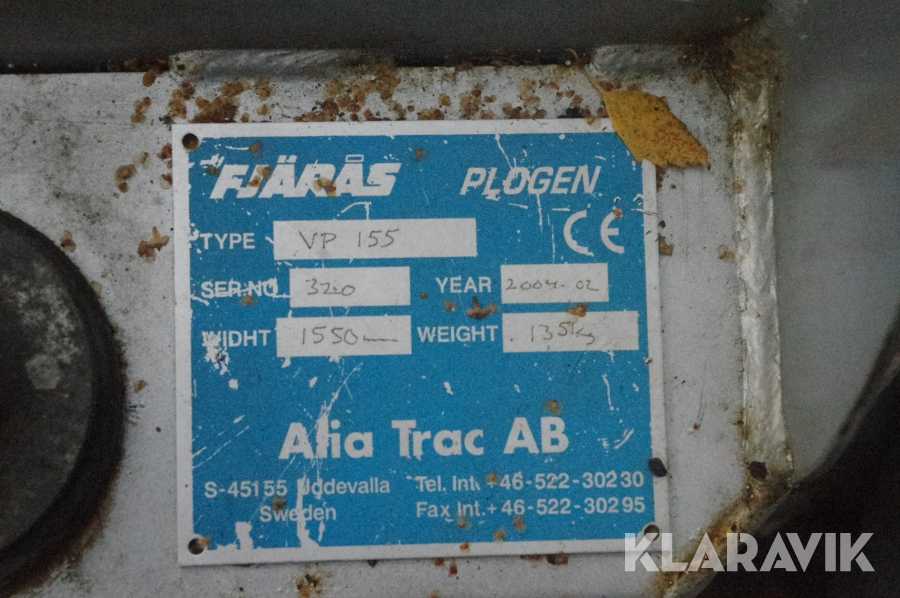 FJÄRÅS PLOGEN
TYPE VP 155 CE
SER.NO 3220 YEAR 2004-02
WIDHT 1550mm WEIGHT 135kg
Alia Trac AB
S-45155 Uddevalla Tel. Int. +46-522-30230
Sweden Fax Int. +46-522-30295
KLARAVIK